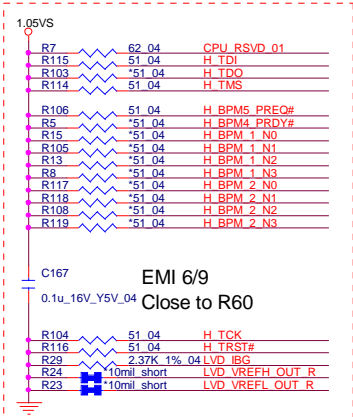 1.05VS
R7 62_04 CPU_RSVD_01
R115 51_04 H_TDI
R103 *51_04 H_TDO
R114 51_04 H_TMS
R106 51_04 H_BPM5_PREQ#
R5 *51_04 H_BPM4_PRDY#
R15 *51_04 H_BPM_1_N0
R105 *51_04 H_BPM_1_N1
R13 *51_04 H_BPM_1_N2
R8 *51_04 H_BPM_1_N3
R117 *51_04 H_BPM_2_N0
R118 *51_04 H_BPM_2_N1
R108 *51_04 H_BPM_2_N2
R119 *51_04 H_BPM_2_N3
C167
EMI 6/9
0.1u_16V_Y5V_04
Close to R60
R104 51_04 H_TCK
R116 51_04 H_TRST#
R29 2.37K_1%_04 LVD_IBG
R24 *10mil_short LVD_VREFH_OUT_R
R23 *10mil_short LVD_VREFL_OUT_R